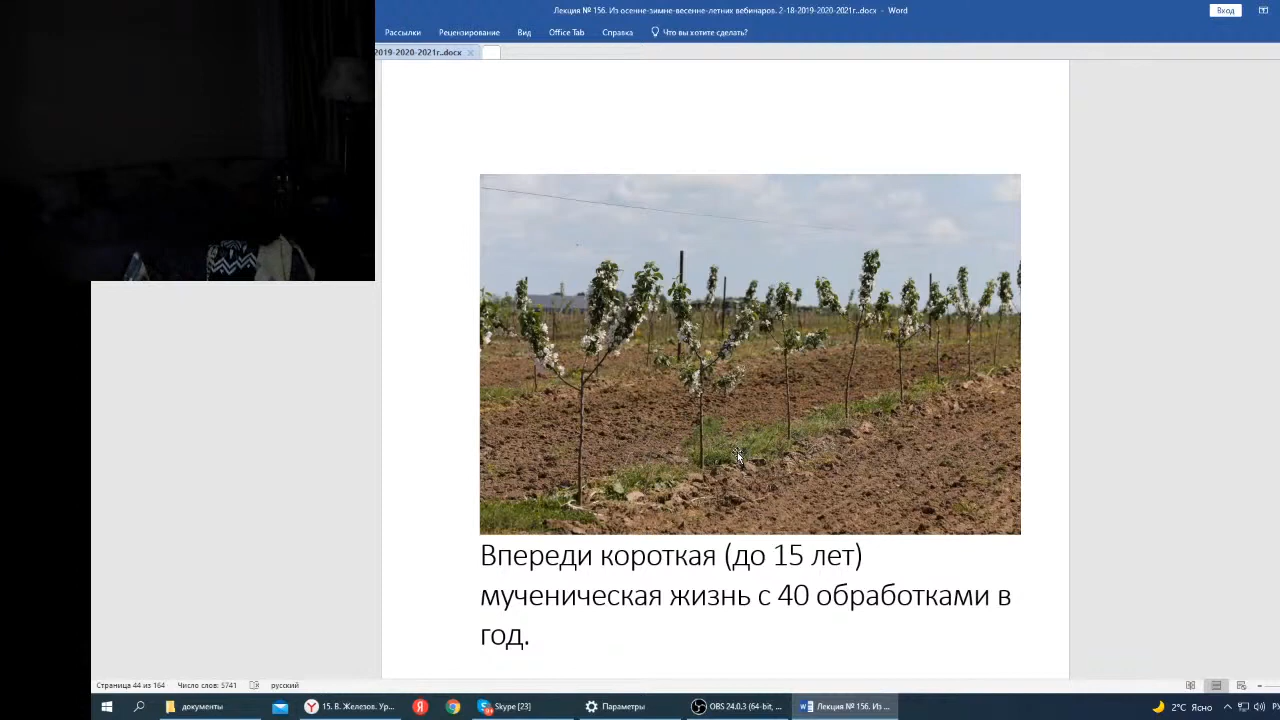 Лекция № 156. Из осенне-зимне-весенне-летних вебинаров. 2-18-2019-2020-2021г..docx - Word
Вход
Рассылки Рецензирование Вид Office Tab Справка Что вы хотите сделать?
2019-2020-2021г..docx
Впереди короткая (до 15 лет)
мученическая жизнь с 40 обработками в
год.
Страница 44 из 164 Число слов: 5741 русский
документы 15. В. Железов. Ур... Skype [23] Параметры OBS 24.0.3 (64-bit, ... Лекция № 156. Из ... 2°C Ясно